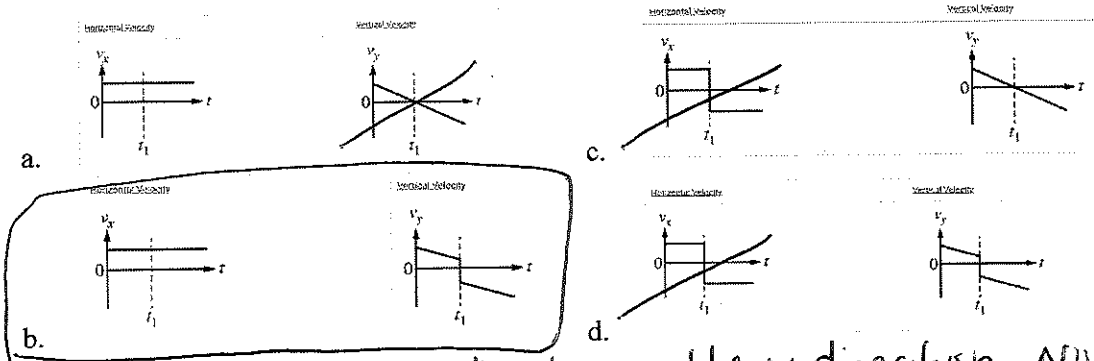 Horizontal Velocity
Vertical Velocity
v_x
0
t
t_1
v_y
0
t
t_1
a.
Horizontal Velocity
Vertical Velocity
v_x
0
t
t_1
v_y
0
t
t_1
c.
Horizontal Velocity
Vertical Velocity
v_x
0
t
t_1
v_y
0
t
t_1
b.
Horizontal Velocity
Vertical Velocity
v_x
0
t
t_1
v_y
0
t
t_1
d.